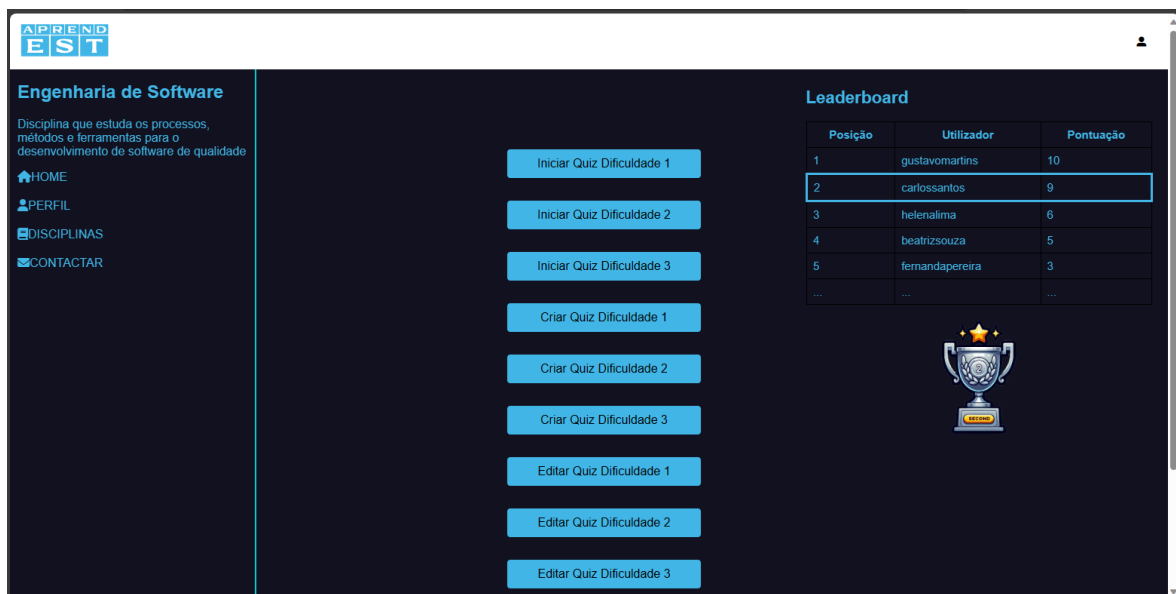 APREND
EST
Engenharia de Software
Disciplina que estuda os processos,
métodos e ferramentas para o
desenvolvimento de software de qualidade
HOME
PERFIL
DISCIPLINAS
CONTACTAR
Iniciar Quiz Dificuldade 1
Iniciar Quiz Dificuldade 2
Iniciar Quiz Dificuldade 3
Criar Quiz Dificuldade 1
Criar Quiz Dificuldade 2
Criar Quiz Dificuldade 3
Editar Quiz Dificuldade 1
Editar Quiz Dificuldade 2
Editar Quiz Dificuldade 3
Leaderboard
Posição Utilizador Pontuação
1 gustavomartins 10
2 carlossantos 9
3 helenalima 6
4 beatrizsouza 5
5 fernandapereira 3
... ... ...
2
SECOND